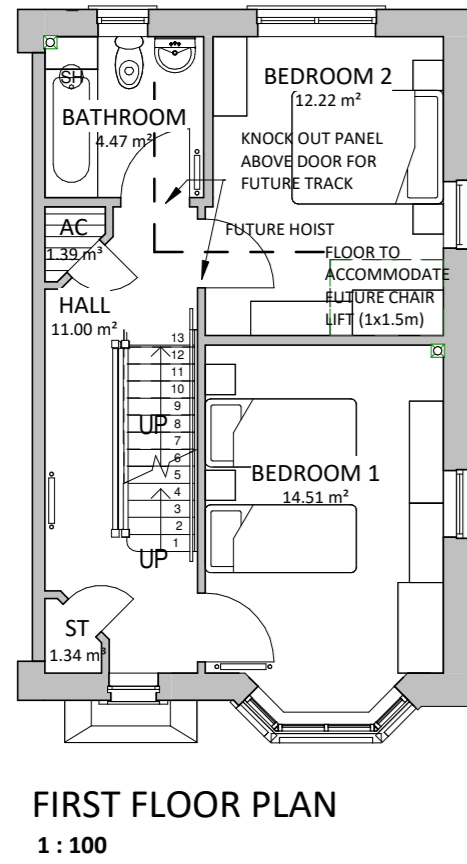 SH
BATHROOM
4.47 m²
BEDROOM 2
12.22 m²
KNOCK OUT PANEL
ABOVE DOOR FOR
FUTURE TRACK
AC
1.39 m³
FUTURE HOIST
FLOOR TO
ACCOMMODATE
FUTURE CHAIR
LIFT (1x1.5m)
HALL
11.00 m²
13
12
11
10
9
8
7
6
5
4
3
2
1
UP
UP
BEDROOM 1
14.51 m²
ST
1.34 m³
FIRST FLOOR PLAN
1 : 100